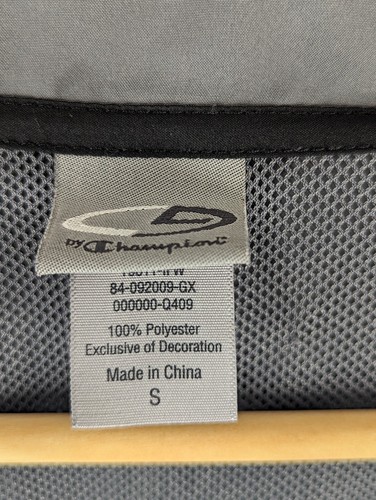 by Champion
84-092009-GX
000000-Q409
100% Polyester
Exclusive of Decoration
Made in China
S